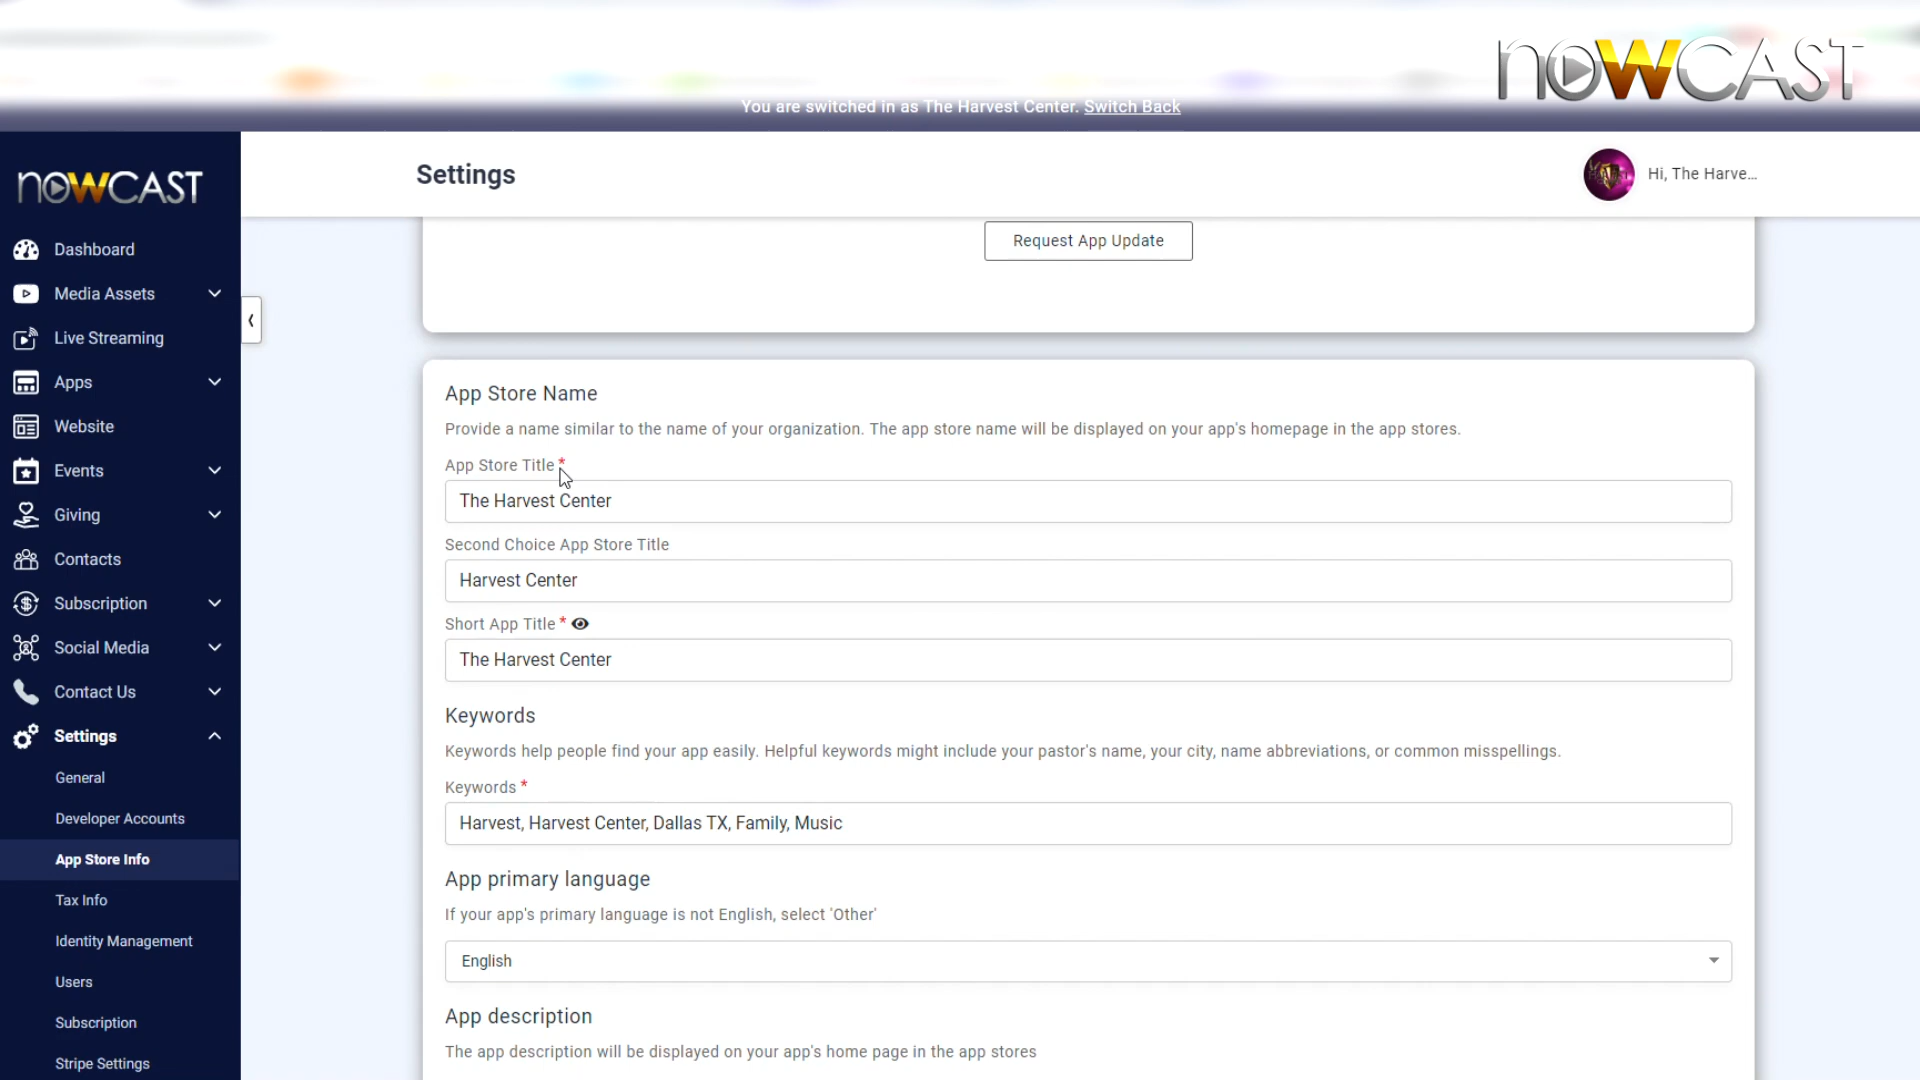 nowCAST
You are switched in as The Harvest Center. Switch Back
nowCAST
Settings
Hi, The Harve...
Dashboard
Media Assets
Live Streaming
Apps
Website
Events
Giving
Contacts
Subscription
Social Media
Contact Us
Settings
General
Developer Accounts
App Store Info
Tax Info
Identity Management
Users
Subscription
Stripe Settings
Request App Update
App Store Name
Provide a name similar to the name of your organization. The app store name will be displayed on your app's homepage in the app stores.
App Store Title *
The Harvest Center
Second Choice App Store Title
Harvest Center
Short App Title *
The Harvest Center
Keywords
Keywords help people find your app easily. Helpful keywords might include your pastor's name, your city, name abbreviations, or common misspellings.
Keywords *
Harvest, Harvest Center, Dallas TX, Family, Music
App primary language
If your app's primary language is not English, select 'Other'
English
App description
The app description will be displayed on your app's home page in the app stores